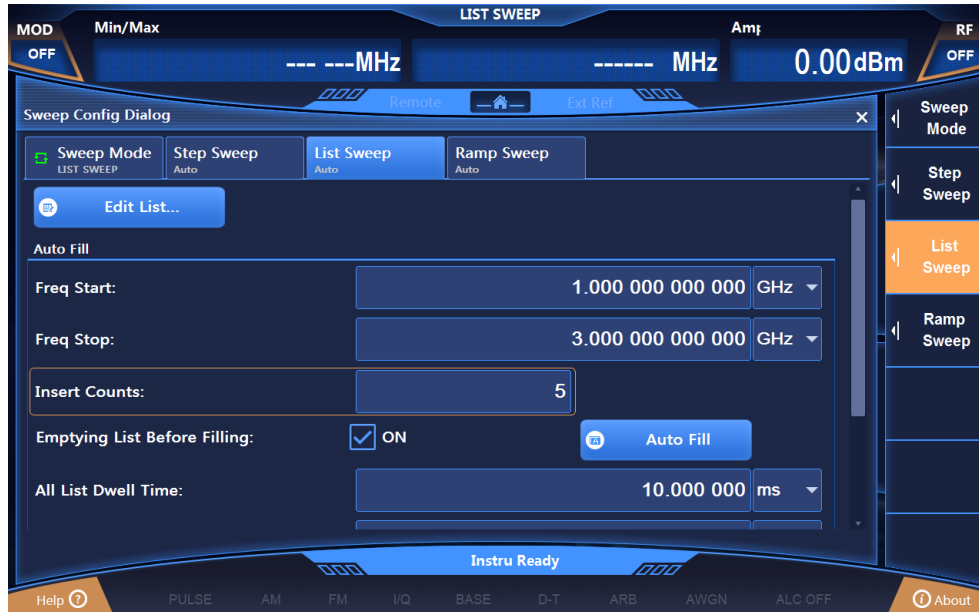 LIST SWEEP
MOD
OFF
Min/Max
--- ---MHz
------ MHz
Am
0.00 dBm
RF
OFF
Remote
Ext Ref
Sweep Config Dialog
×
Sweep Mode
LIST SWEEP
Step Sweep
Auto
List Sweep
Auto
Ramp Sweep
Auto
Edit List...
Auto Fill
Freq Start:
1.000 000 000 000 GHz
Freq Stop:
3.000 000 000 000 GHz
Insert Counts:
5
Emptying List Before Filling:
ON
Auto Fill
All List Dwell Time:
10.000 000 ms
Sweep
Mode
Step
Sweep
List
Sweep
Ramp
Sweep
Instru Ready
Help ?
PULSE AM FM I/Q BASE D-T ARB AWGN ALC OFF
i About